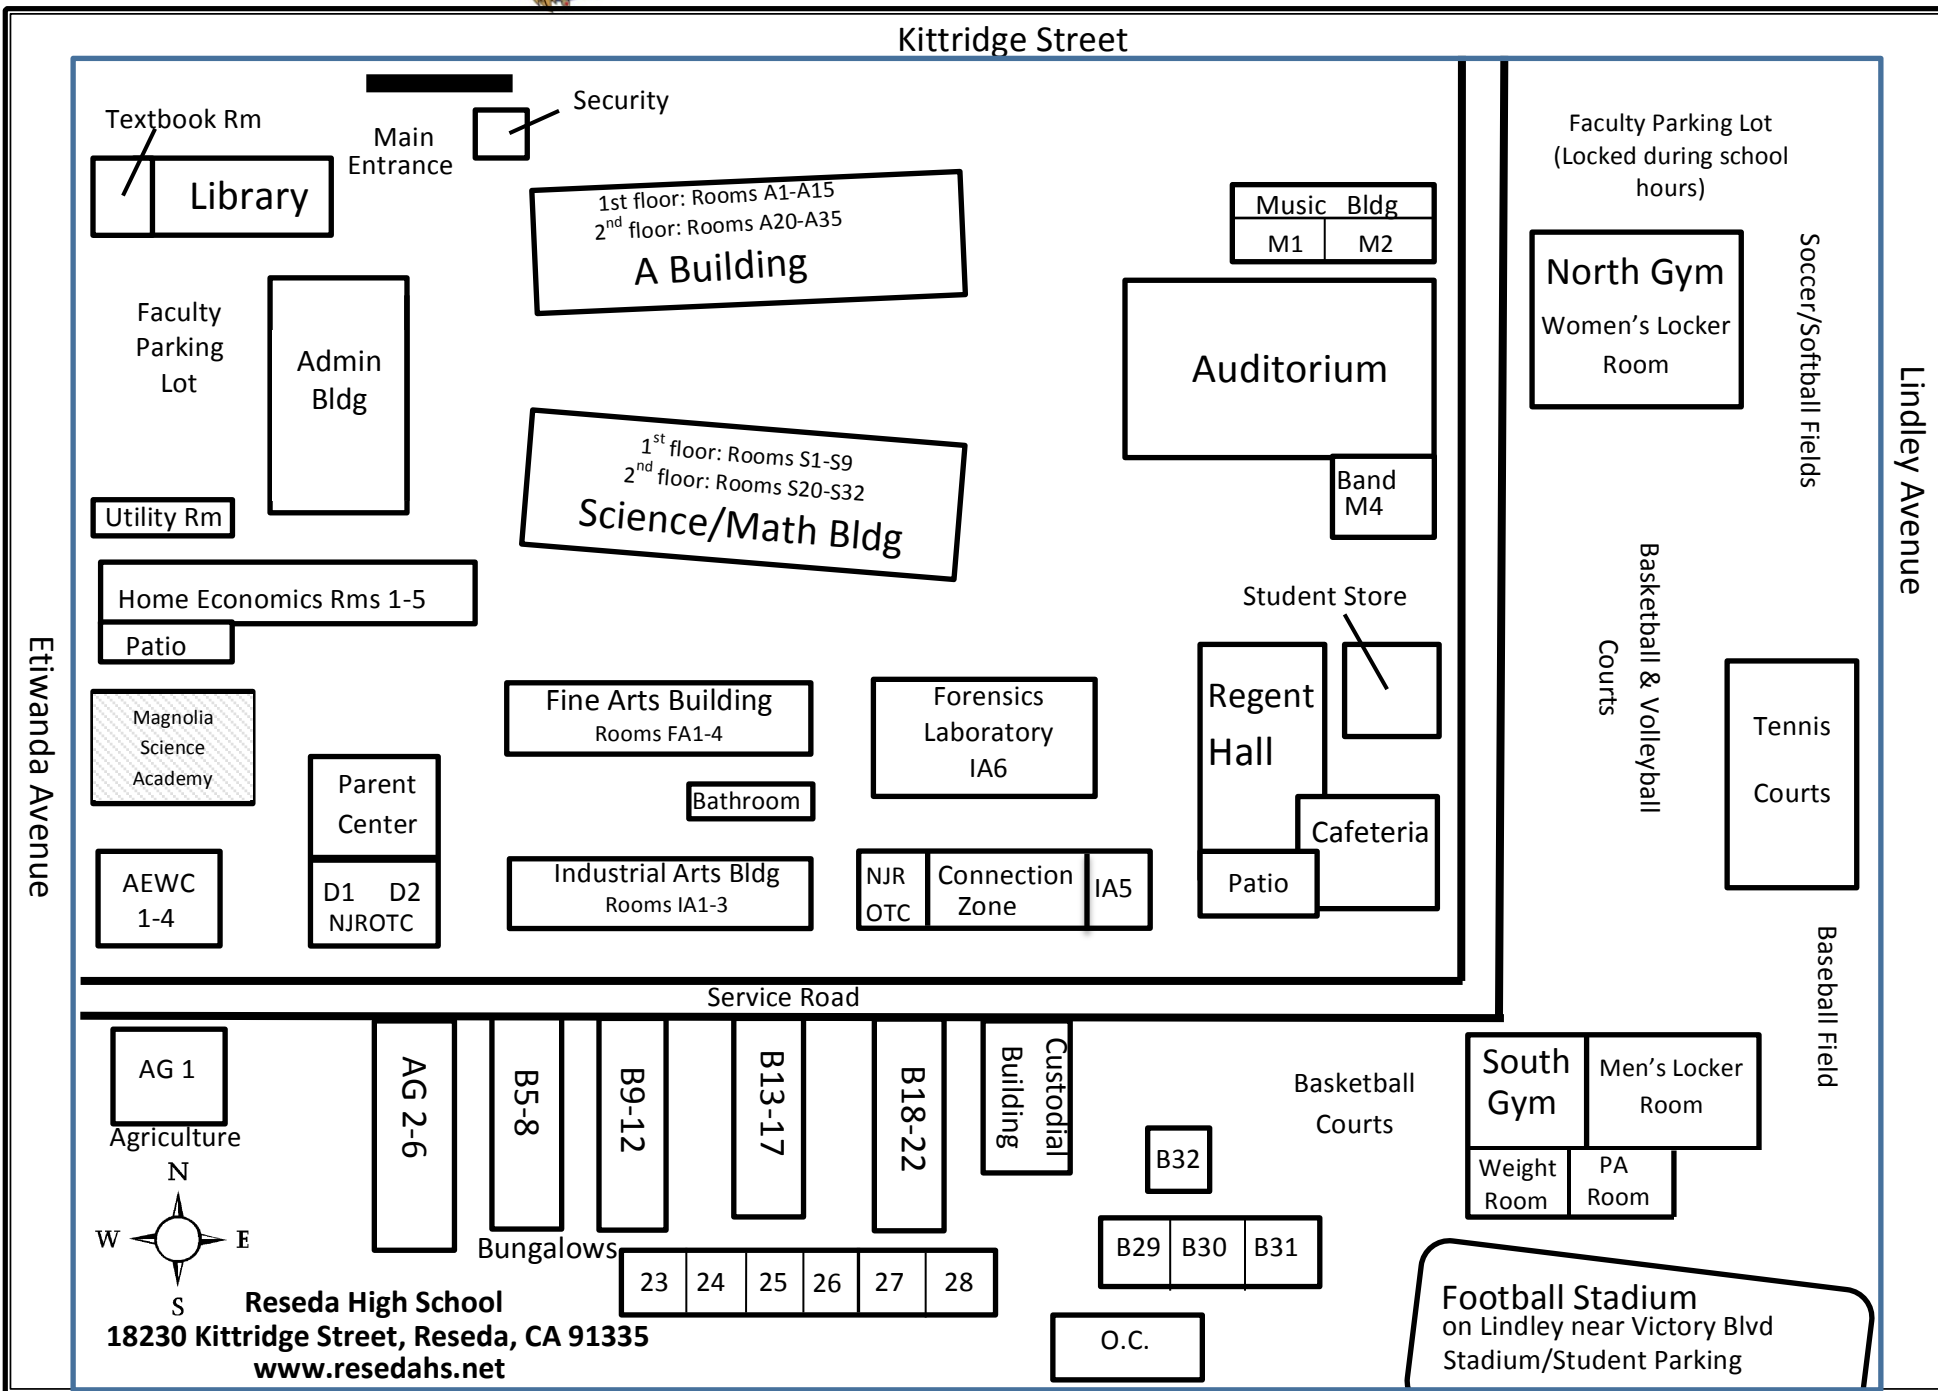 Kittridge Street
Textbook Rm
Library
Main
Entrance
Security
1st floor: Rooms A1-A15
2nd floor: Rooms A20-A35
A Building
Music Bldg
M1 M2
Faculty Parking Lot
(Locked during school
hours)
North Gym
Women's Locker
Room
Soccer/Softball Fields
Lindley Avenue
Faculty
Parking
Lot
Admin
Bldg
Auditorium
Band
M4
1st floor: Rooms S1-S9
2nd floor: Rooms S20-S32
Science/Math Bldg
Utility Rm
Home Economics Rms 1-5
Patio
Student Store
Basketball & Volleyball
Courts
Etiwanda Avenue
Magnolia
Science
Academy
Parent
Center
Fine Arts Building
Rooms FA1-4
Bathroom
Forensics
Laboratory
IA6
Regent
Hall
Cafeteria
Patio
Tennis
Courts
AEWC
1-4
D1 D2
NJROTC
Industrial Arts Bldg
Rooms IA1-3
NJR
OTC
Connection
Zone
IA5
Baseball Field
Service Road
AG 1
Agriculture
AG 2-6
B5-8
B9-12
B13-17
B18-22
Custodial
Building
Basketball
Courts
South
Gym
Men's Locker
Room
Weight
Room
PA
Room
B32
B29 B30 B31
Bungalows
23 24 25 26 27 28
O.C.
N
W E
S
Reseda High School
18230 Kittridge Street, Reseda, CA 91335
www.resedahs.net
Football Stadium
on Lindley near Victory Blvd
Stadium/Student Parking